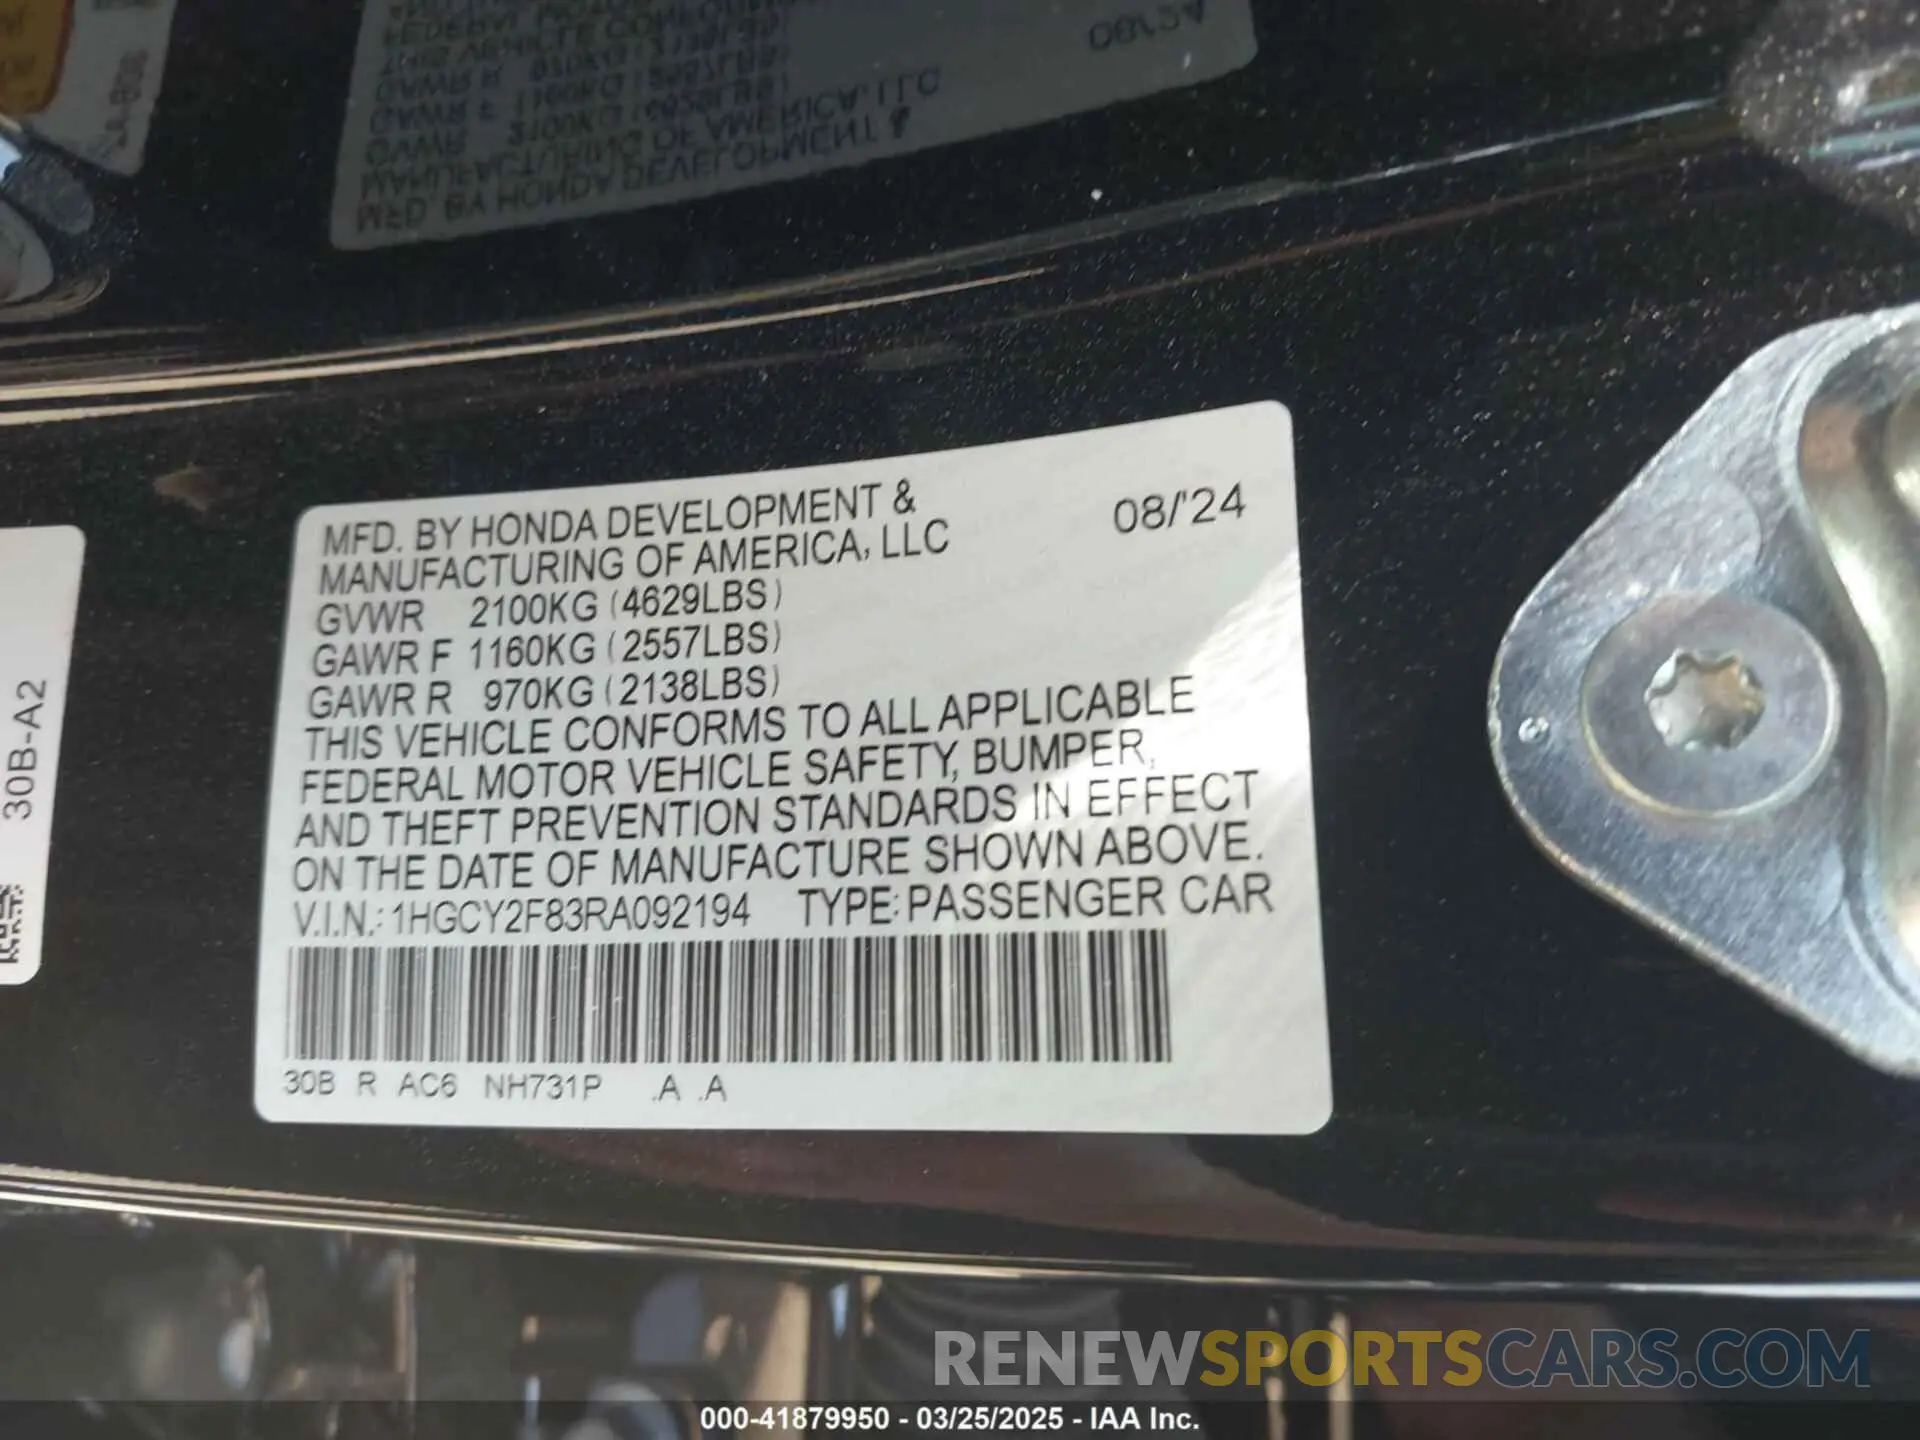 MFD. BY HONDA DEVELOPMENT &
MANUFACTURING OF AMERICA, LLC
08/'24
GVWR 2100KG (4629LBS)
GAWR F 1160KG (2557LBS)
GAWR R 970KG (2138LBS)
THIS VEHICLE CONFORMS TO ALL APPLICABLE
FEDERAL MOTOR VEHICLE SAFETY, BUMPER,
AND THEFT PREVENTION STANDARDS IN EFFECT
ON THE DATE OF MANUFACTURE SHOWN ABOVE.
V.I.N.: 1HGCY2F83RA092194 TYPE: PASSENGER CAR
30B R AC6 NH731P .A .A
30B-A2
RENEWSPORTSCARS.COM
000-41879950 - 03/25/2025 - IAA Inc.